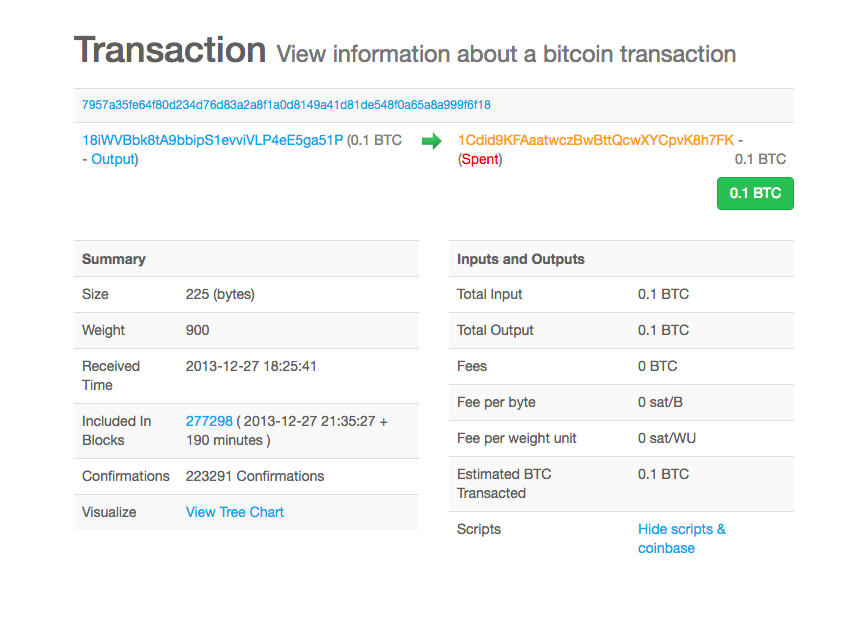 Transaction View information about a bitcoin transaction
7957a35fe64f80d234d76d83a2a8f1a0d8149a41d81de548f0a65a8a999f6f18
18iWVBbk8tA9bbipS1evviVLP4eE5ga51P (0.1 BTC
- Output)
1Cdid9KFAaatwczBwBttQcwXYCpvK8h7FK -
(Spent)
0.1 BTC
0.1 BTC
Summary
Size 225 (bytes)
Weight 900
Received
Time
2013-12-27 18:25:41
Included In
Blocks
277298 ( 2013-12-27 21:35:27 +
190 minutes )
Confirmations 223291 Confirmations
Visualize View Tree Chart
Inputs and Outputs
Total Input 0.1 BTC
Total Output 0.1 BTC
Fees 0 BTC
Fee per byte 0 sat/B
Fee per weight unit 0 sat/WU
Estimated BTC
Transacted
0.1 BTC
Scripts Hide scripts &
coinbase